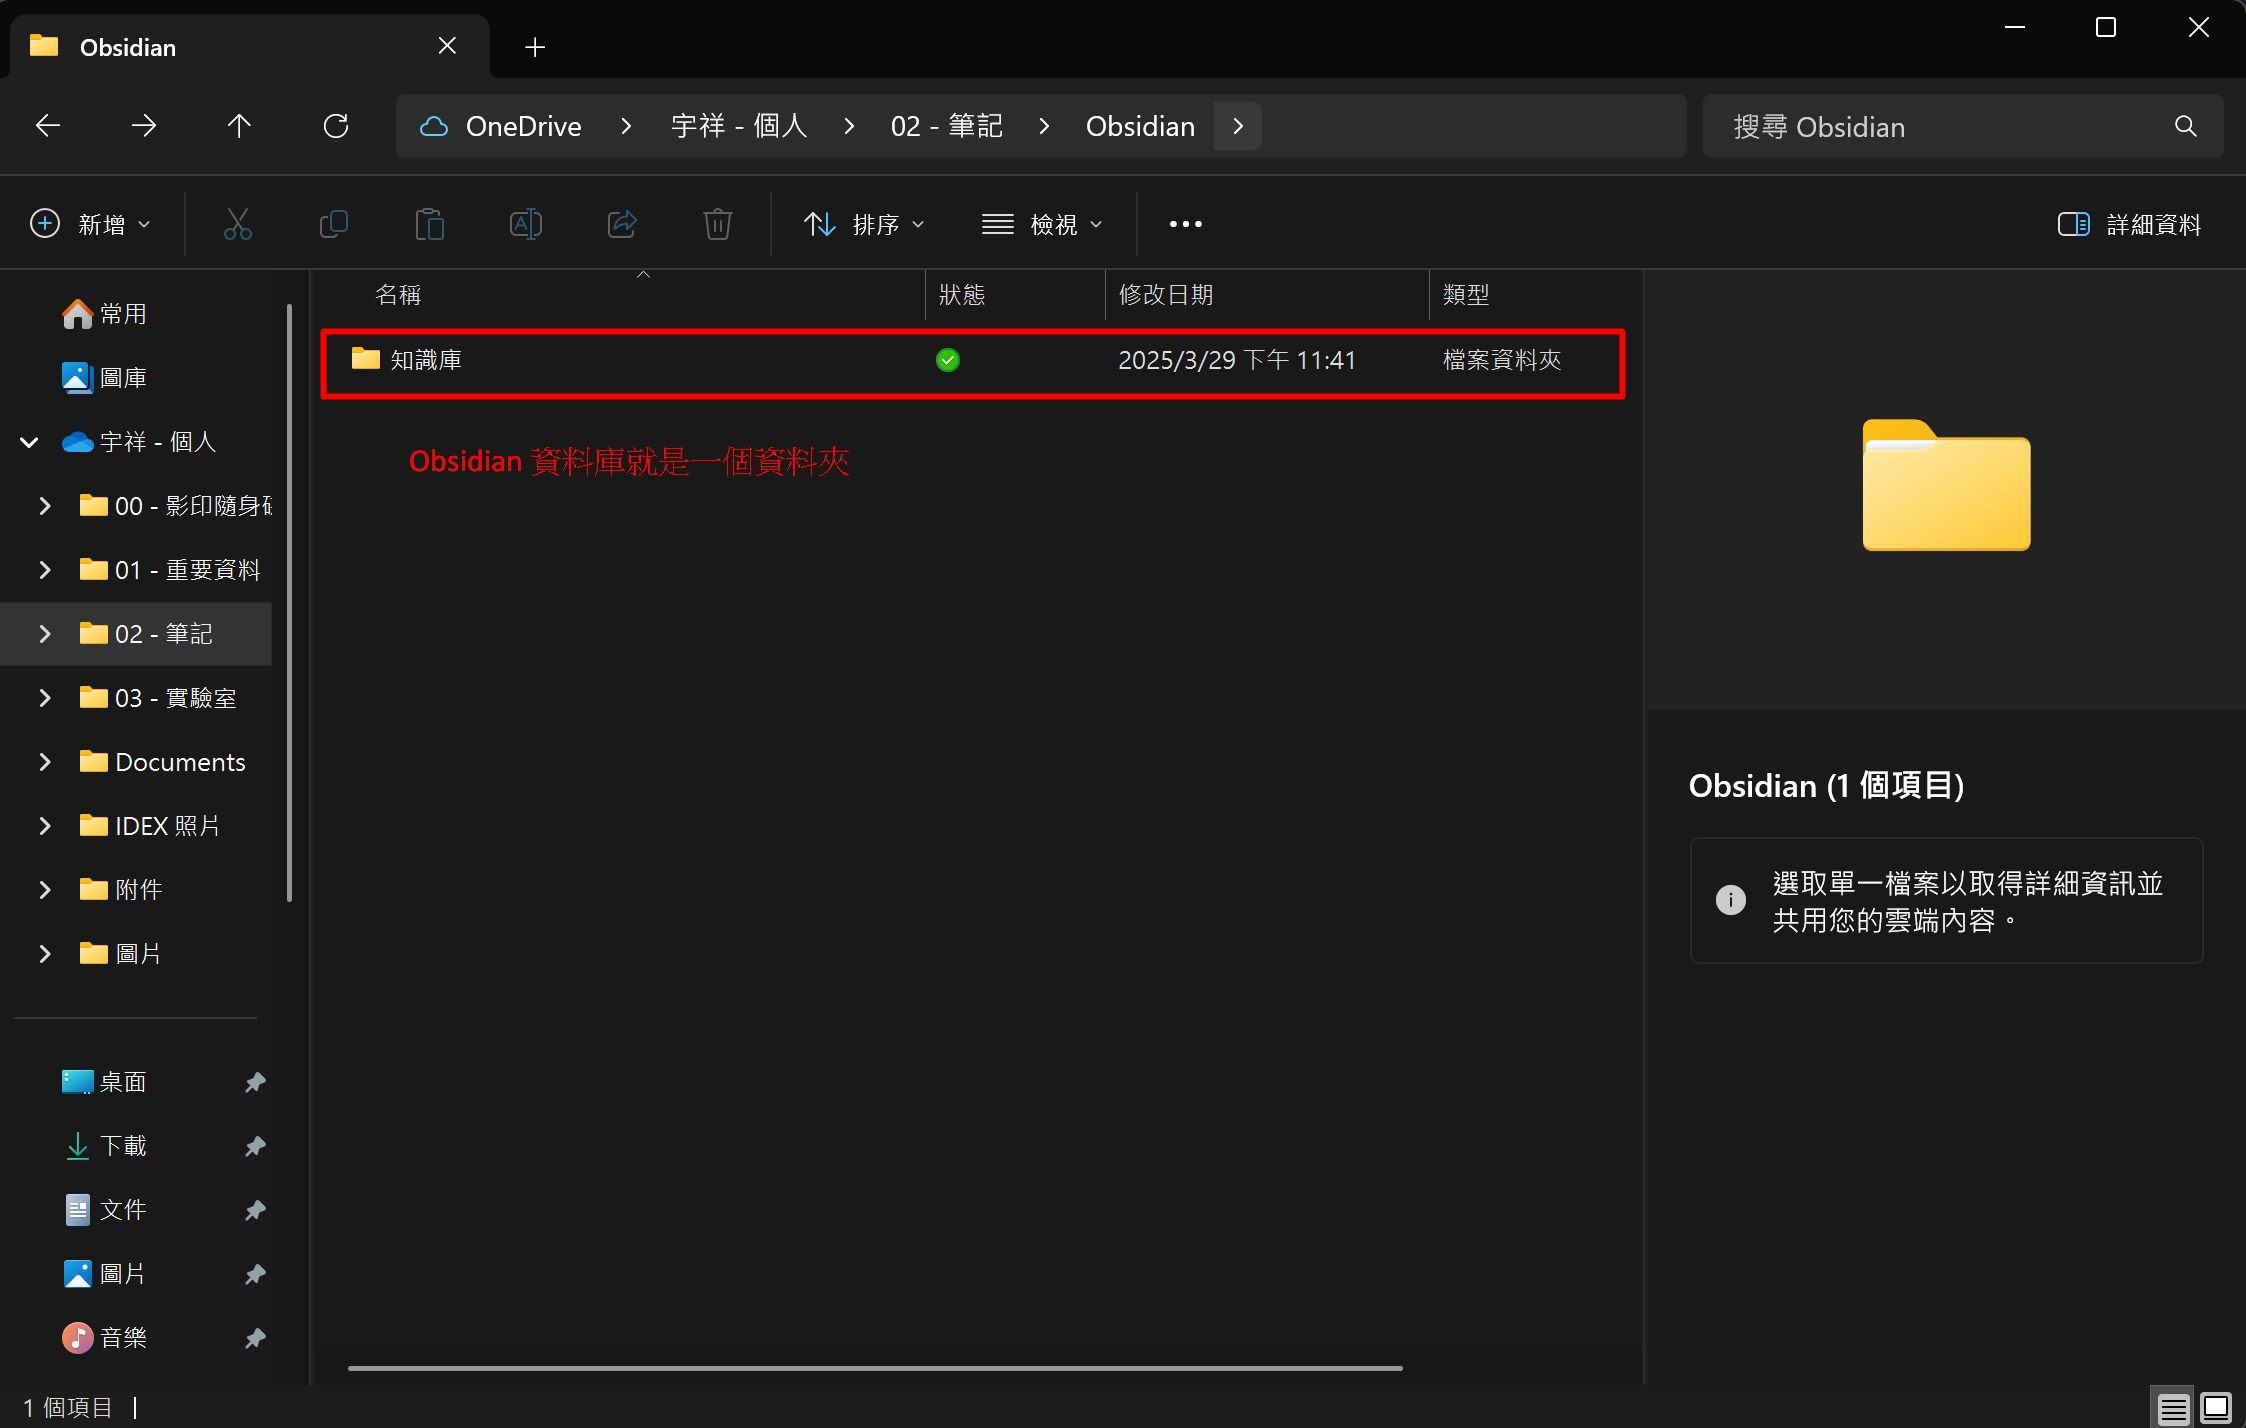 Obsidian
OneDrive
宇祥 - 個人
02 - 筆記
Obsidian
搜尋 Obsidian
新增
排序
檢視
詳細資料
名稱
狀態
修改日期
類型
知識庫
2025/3/29 下午 11:41
檔案資料夾
Obsidian 資料庫就是一個資料夾
常用
圖庫
宇祥 - 個人
00 - 影印隨身
01 - 重要資料
02 - 筆記
03 - 實驗室
Documents
IDEX 照片
附件
圖片
桌面
下載
文件
圖片
音樂
Obsidian (1 個項目)
選取單一檔案以取得詳細資訊並
共用您的雲端內容。
1 個項目